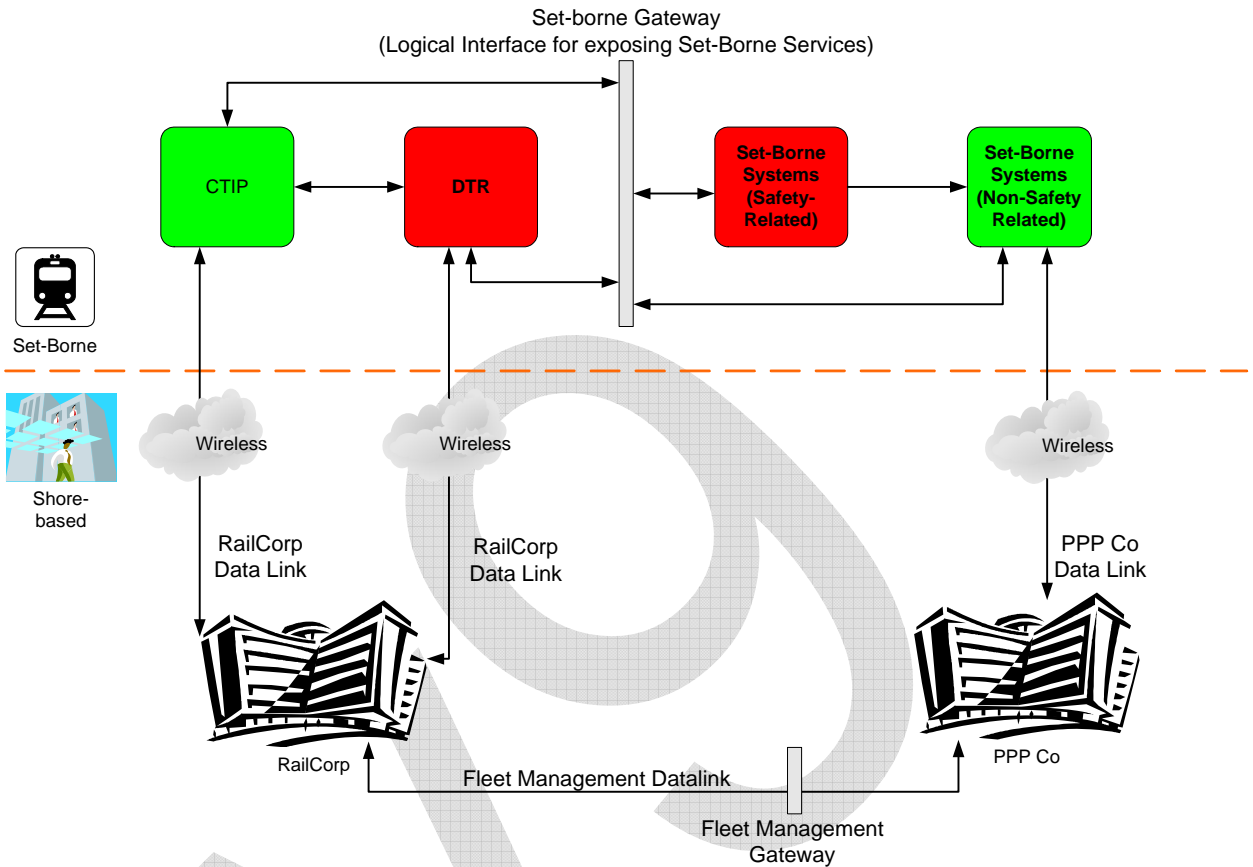 Set-borne Gateway
(Logical Interface for exposing Set-Borne Services)
CTIP
DTR
Set-Borne
Systems
(Safety-
Related)
Set-Borne
Systems
(Non-Safety
Related)
Set-Borne
Wireless
Wireless
Wireless
Shore-
based
RailCorp
Data Link
RailCorp
Data Link
PPP Co
Data Link
RailCorp
PPP Co
Fleet Management Datalink
Fleet Management
Gateway